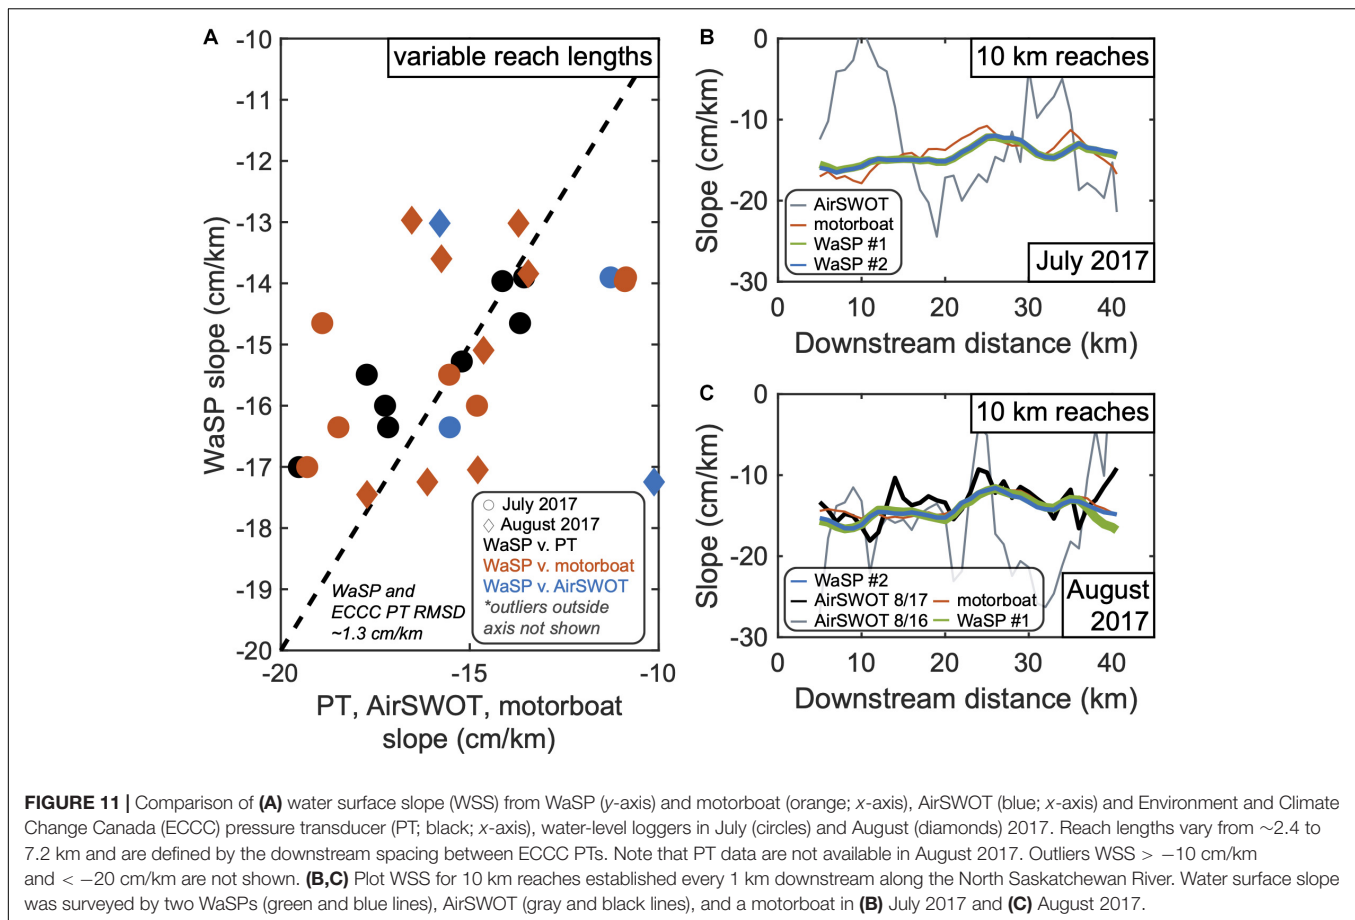 A
variable reach lengths
-10
-11
-12
-13
-14
-15
-16
-17
-18
-19
-20
WaSP slope (cm/km)
July 2017
August 2017
WaSP v. PT
WaSP v. motorboat
WaSP v. AirSWOT
*outliers outside
axis not shown
WaSP and
ECCC PT RMSD
~1.3 cm/km
-20
-15
-10
PT, AirSWOT, motorboat
slope (cm/km)
B
10 km reaches
0
-10
-20
-30
Slope (cm/km)
AirSWOT
motorboat
WaSP #1
WaSP #2
July 2017
0
10
20
30
40
Downstream distance (km)
C
10 km reaches
0
-10
-20
-30
Slope (cm/km)
WaSP #2
AirSWOT 8/17
motorboat
AirSWOT 8/16
WaSP #1
August
2017
0
10
20
30
40
Downstream distance (km)
FIGURE 11 | Comparison of (A) water surface slope (WSS) from WaSP (y-axis) and motorboat (orange; x-axis), AirSWOT (blue; x-axis) and Environment and Climate
Change Canada (ECCC) pressure transducer (PT; black; x-axis), water-level loggers in July (circles) and August (diamonds) 2017. Reach lengths vary from ∼2.4 to
7.2 km and are defined by the downstream spacing between ECCC PTs. Note that PT data are not available in August 2017. Outliers WSS > −10 cm/km
and < −20 cm/km are not shown. (B,C) Plot WSS for 10 km reaches established every 1 km downstream along the North Saskatchewan River. Water surface slope
was surveyed by two WaSPs (green and blue lines), AirSWOT (gray and black lines), and a motorboat in (B) July 2017 and (C) August 2017.